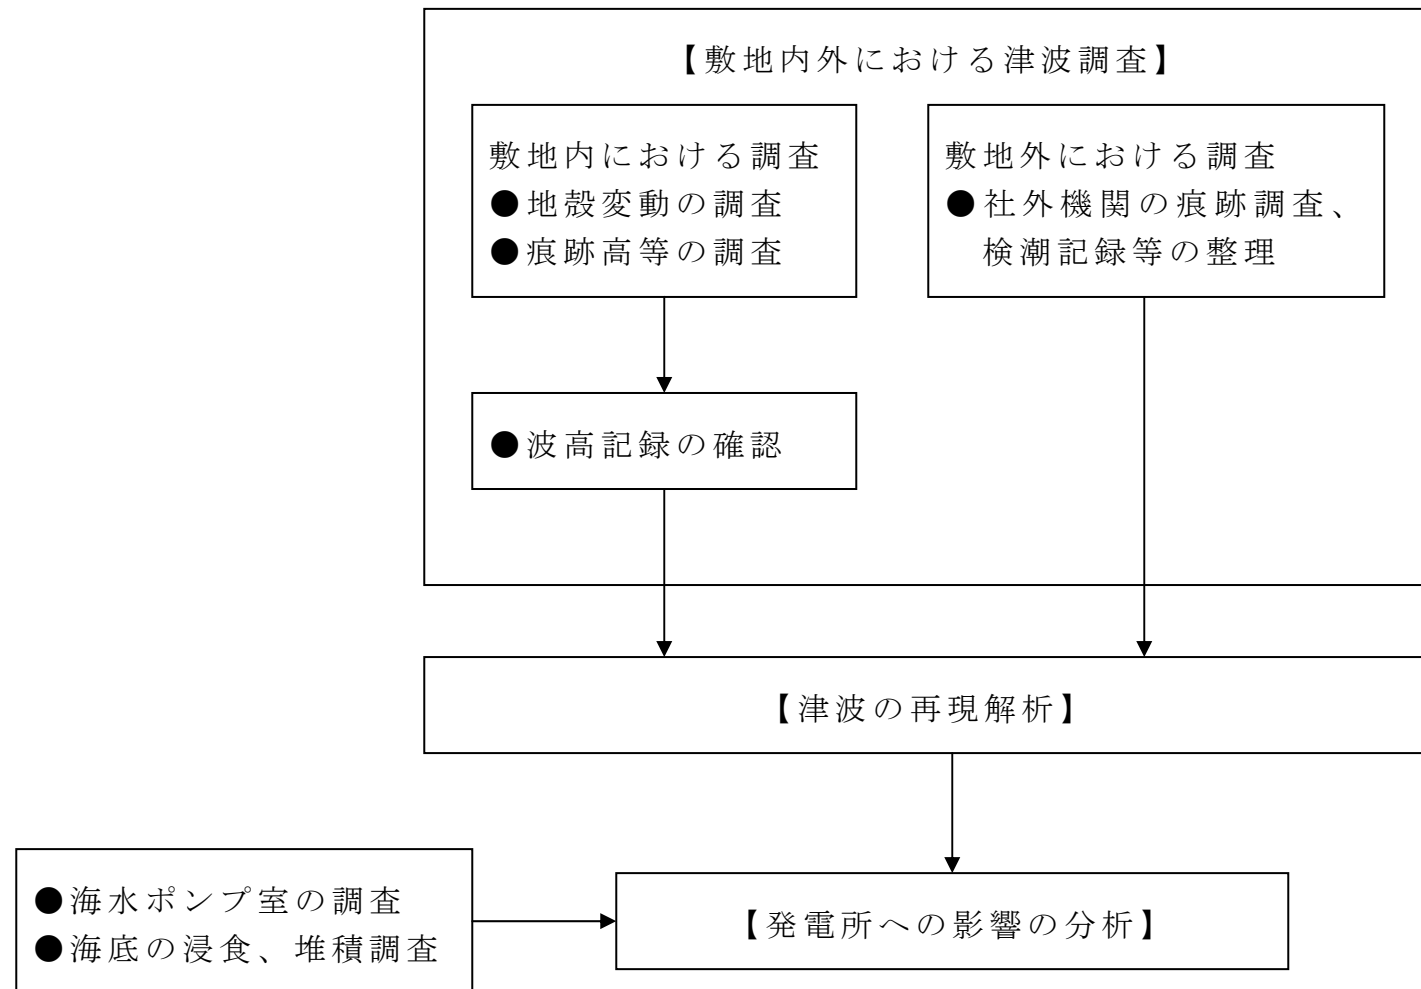 【敷地内外における津波調査】
敷地内における調査
●地殻変動の調査
●痕跡高等の調査
敷地外における調査
●社外機関の痕跡調査、
検潮記録等の整理
●波高記録の確認
【津波の再現解析】
●海水ポンプ室の調査
●海底の浸食、堆積調査
【発電所への影響の分析】